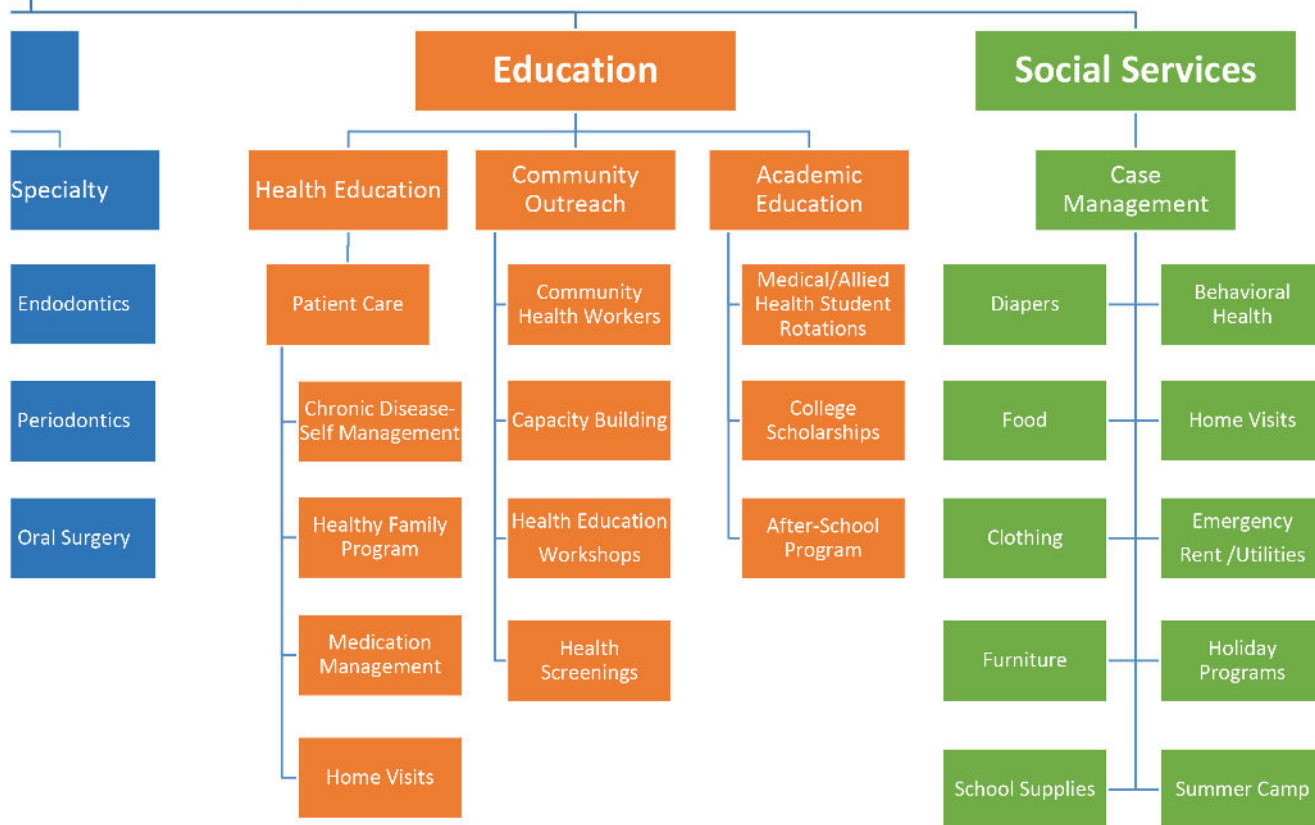 Education
Social Services
Specialty
Endodontics
Periodontics
Oral Surgery
Health Education
Patient Care
Chronic Disease-
Self Management
Healthy Family
Program
Medication
Management
Home Visits
Community
Outreach
Community
Health Workers
Capacity Building
Health Education
Workshops
Health
Screenings
Academic
Education
Medical/Allied
Health Student
Rotations
College
Scholarships
After-School
Program
Case
Management
Diapers
Food
Clothing
Furniture
School Supplies
Behavioral
Health
Home Visits
Emergency
Rent /Utilities
Holiday
Programs
Summer Camp